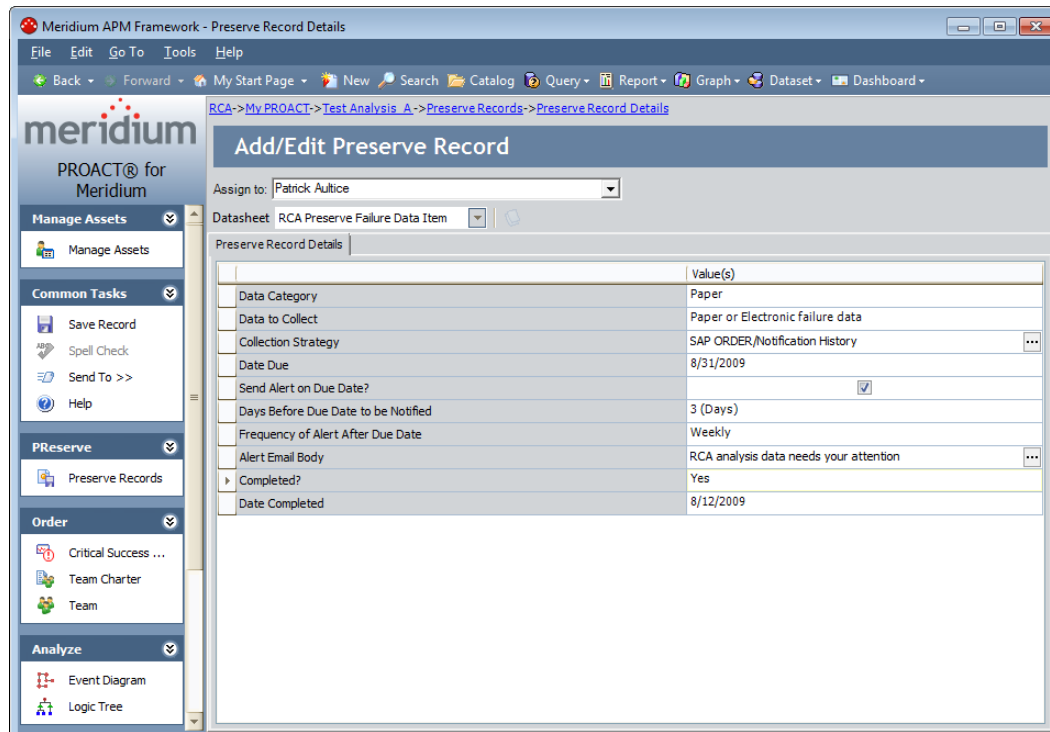 Meridium APM Framework - Preserve Record Details
File Edit Go To Tools Help
Back Forward My Start Page New Search Catalog Query Report Graph Dataset Dashboard
meridium
PROACT® for
Meridium
Manage Assets
Manage Assets
Common Tasks
Save Record
Spell Check
Send To >>
Help
PReserve
Preserve Records
Order
Critical Success ...
Team Charter
Team
Analyze
Event Diagram
Logic Tree
RCA->My PROACT->Test Analysis A->Preserve Records->Preserve Record Details
Add/Edit Preserve Record
Assign to: Patrick Aultice
Datasheet RCA Preserve Failure Data Item
Preserve Record Details
Value(s)
Data Category Paper
Data to Collect Paper or Electronic failure data
Collection Strategy SAP ORDER/Notification History ...
Date Due 8/31/2009
Send Alert on Due Date?
Days Before Due Date to be Notified 3 (Days)
Frequency of Alert After Due Date Weekly
Alert Email Body RCA analysis data needs your attention ...
Completed? Yes
Date Completed 8/12/2009